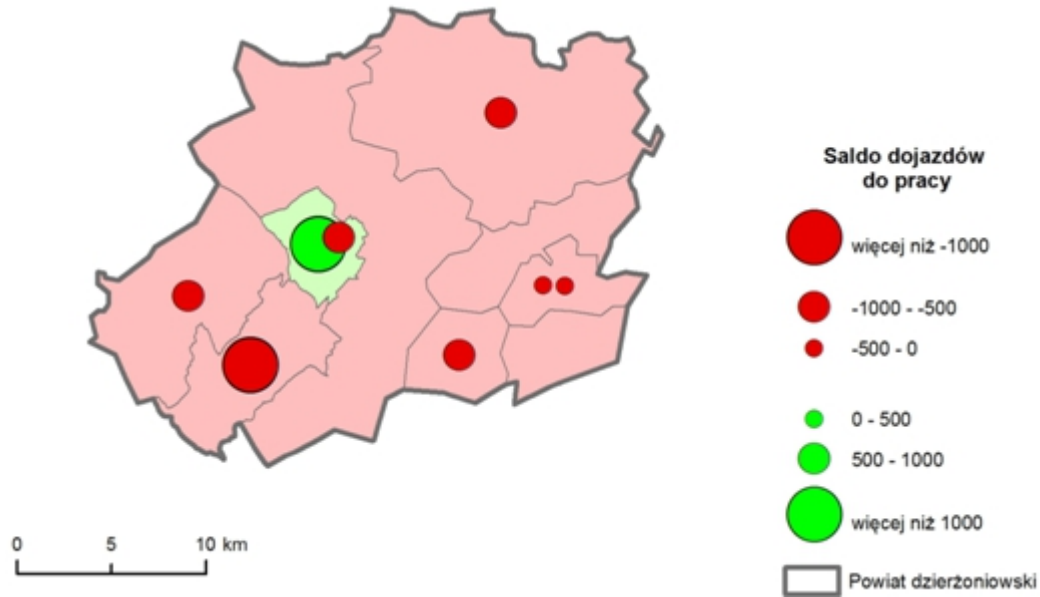 Saldo dojazdów
do pracy
więcej niż -1000
-1000 - -500
-500 - 0
0 - 500
500 - 1000
więcej niż 1000
Powiat dzierżoniowski
0 5 10 km